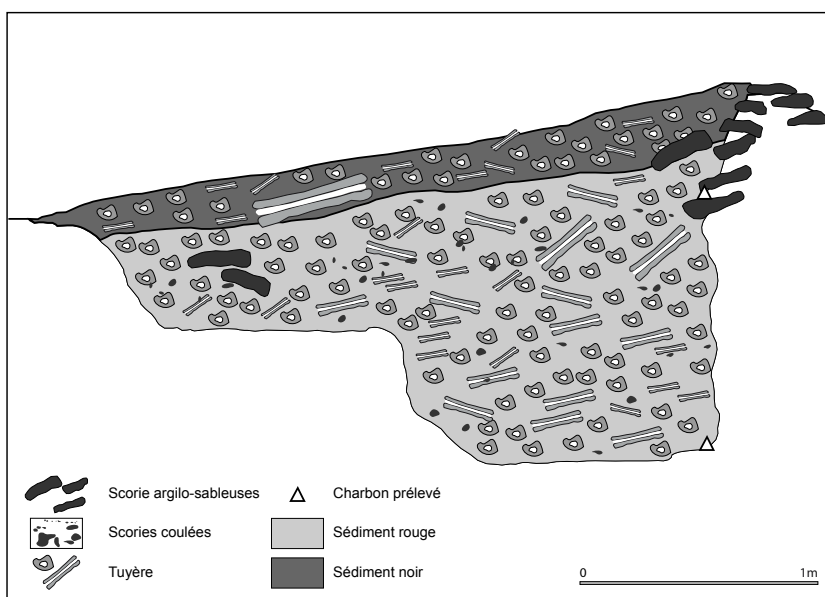 Scorie argilo-sableuses
Charbon prélevé
Scories coulées
Sédiment rouge
Tuyère
Sédiment noir
0
1m